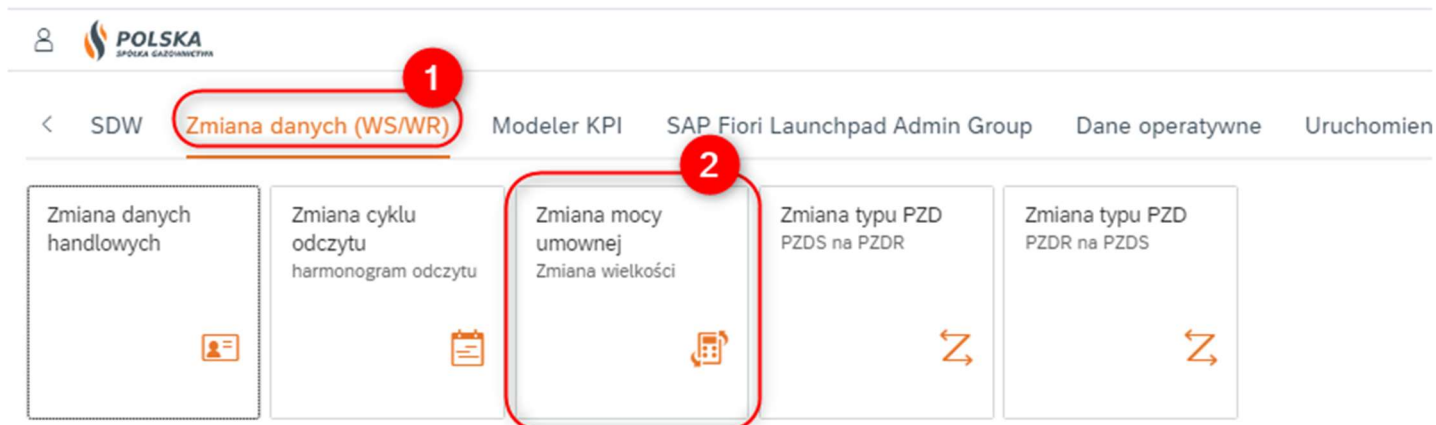 POLSKA
SPÓŁKA GAZOWNICTWA
1
SDW Zmiana danych (WS/WR) Modeler KPI SAP Fiori Launchpad Admin Group Dane operatywne Uruchomien
2
Zmiana danych
handlowych
Zmiana cyklu
odczytu
harmonogram odczytu
Zmiana mocy
umownej
Zmiana wielkości
Zmiana typu PZD
PZDS na PZDR
Zmiana typu PZD
PZDR na PZDS